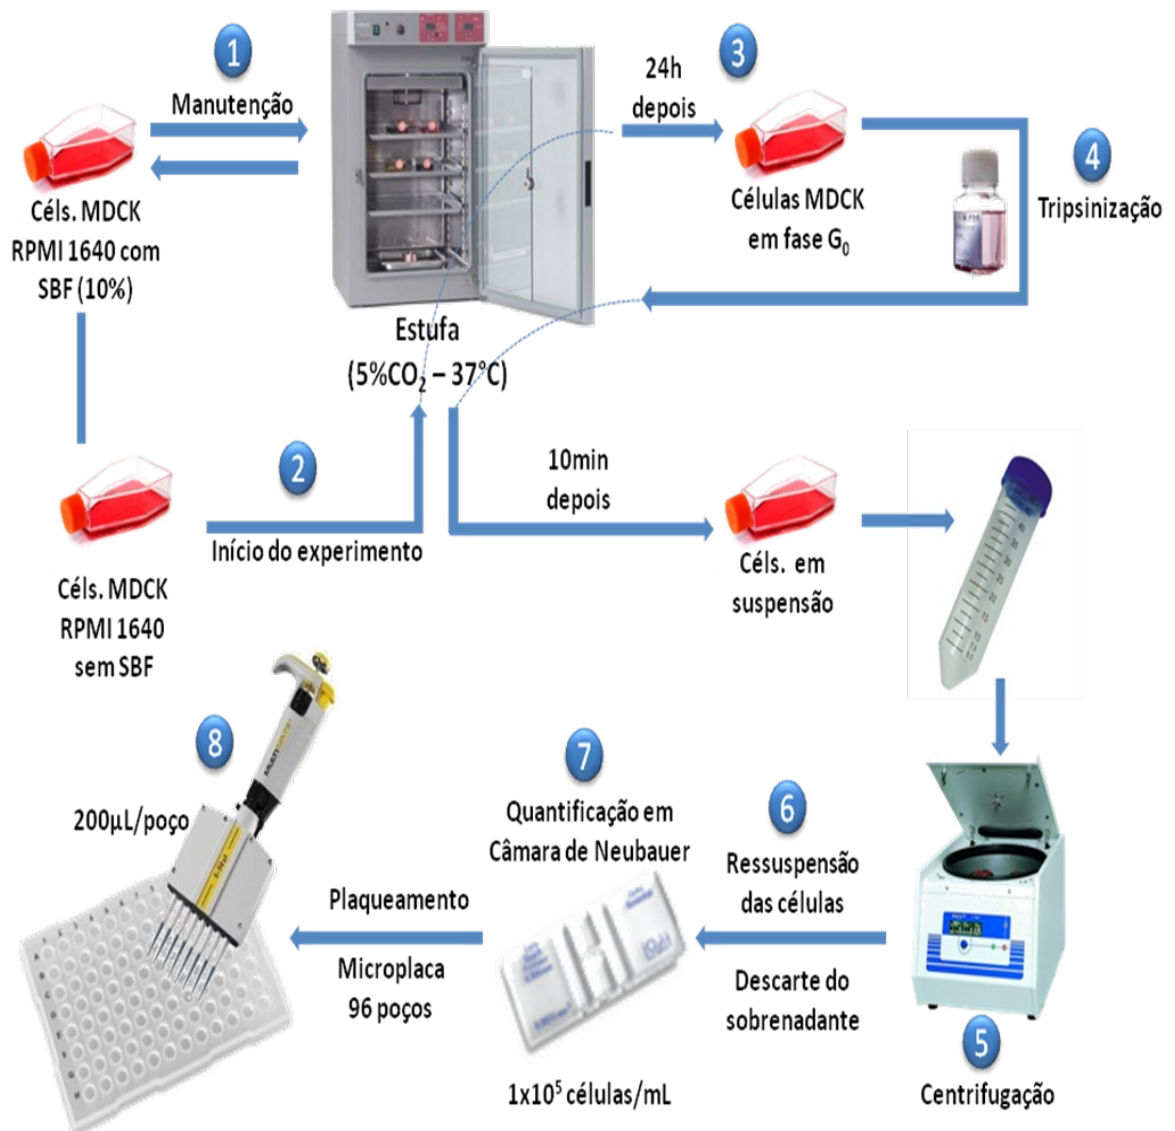 1
Manutenção
Céls. MDCK
RPMI 1640 com
SBF (10%)
Estufa
(5%CO₂ – 37°C)
24h
depois
3
Células MDCK
em fase G₀
4
Tripsinização
2
Início do experimento
Céls. MDCK
RPMI 1640
sem SBF
10min
depois
Céls. em
suspensão
5
Centrifugação
6
Ressuspensão
das células
Descarte do
sobrenadante
7
Quantificação em
Câmara de Neubauer
1x10⁵ células/mL
Plaqueamento
Microplaca
96 poços
8
200µL/poço